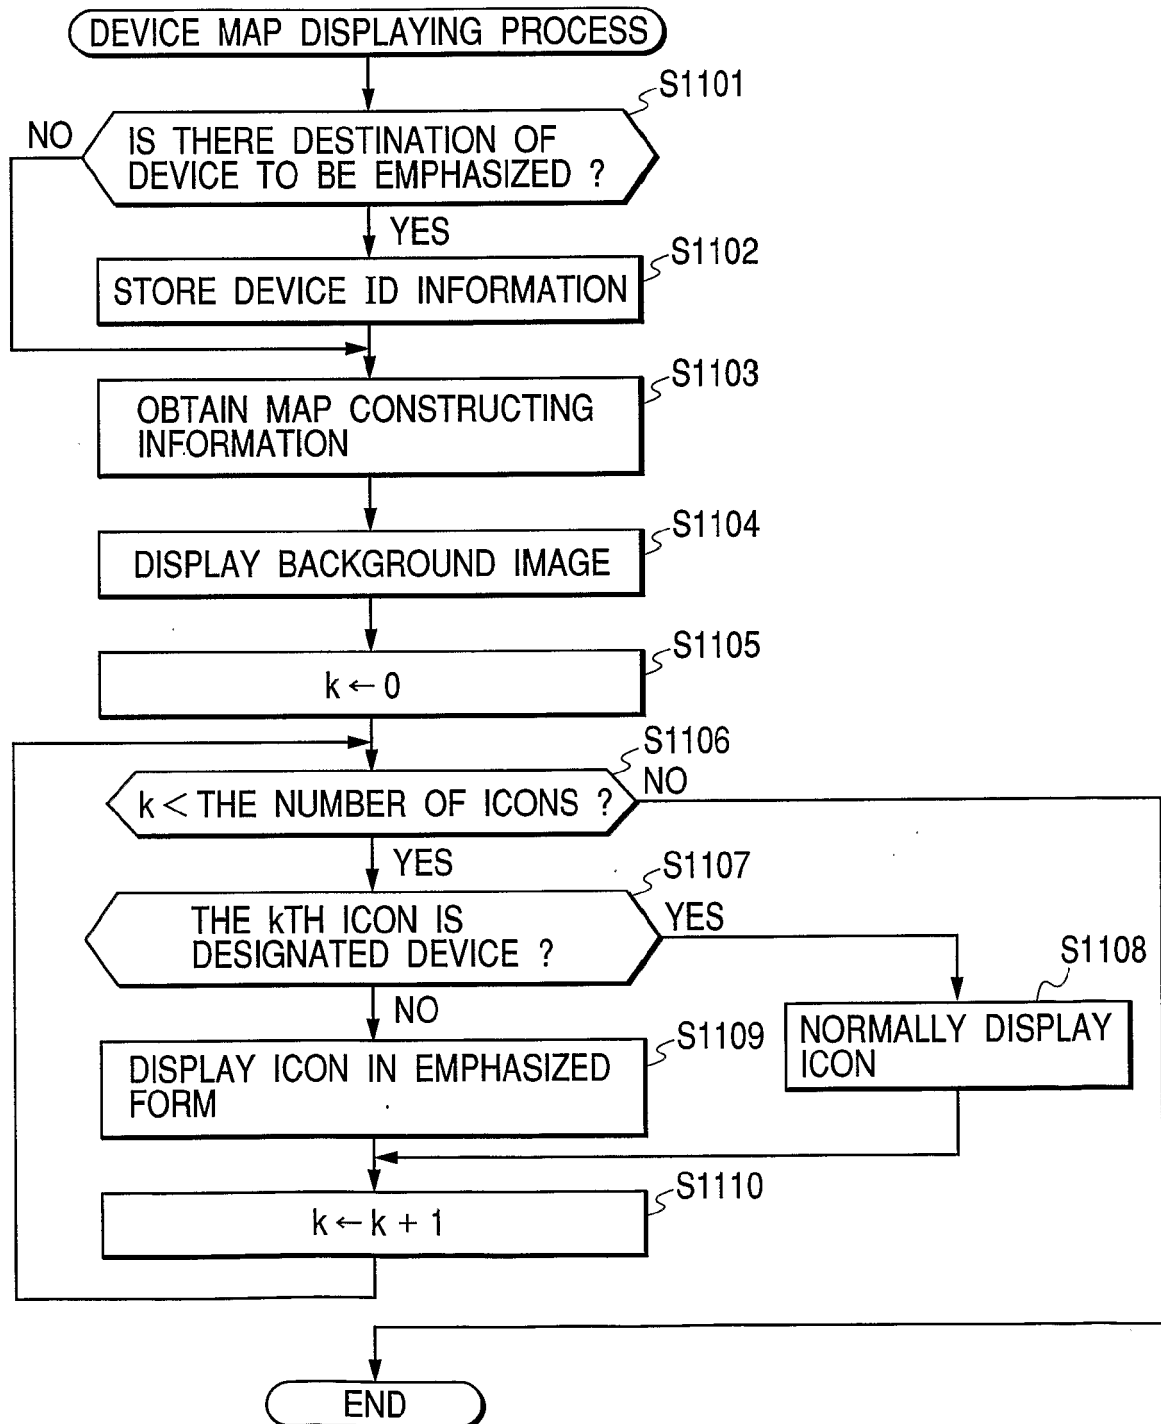 DEVICE MAP DISPLAYING PROCESS
S1101
NO
IS THERE DESTINATION OF
DEVICE TO BE EMPHASIZED ?
YES
S1102
STORE DEVICE ID INFORMATION
S1103
OBTAIN MAP CONSTRUCTING
INFORMATION
S1104
DISPLAY BACKGROUND IMAGE
S1105
k ← 0
S1106
k < THE NUMBER OF ICONS ?
NO
YES
S1107
THE kTH ICON IS
DESIGNATED DEVICE ?
YES
NO
S1108
NORMALLY DISPLAY
ICON
S1109
DISPLAY ICON IN EMPHASIZED
FORM
S1110
k ← k + 1
END